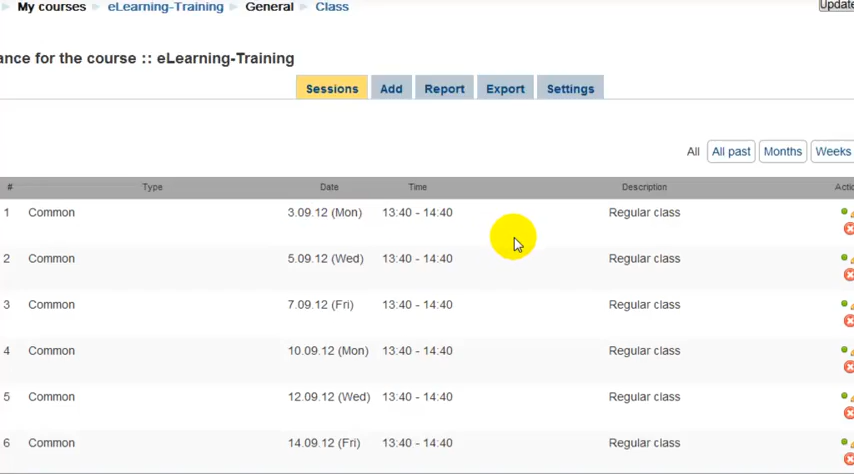 My courses eLearning-Training General Class Update
ance for the course :: eLearning-Training
Sessions Add Report Export Settings
All All past Months Weeks
# Type Date Time Description Actio
1 Common 3.09.12 (Mon) 13:40 - 14:40 Regular class
2 Common 5.09.12 (Wed) 13:40 - 14:40 Regular class
3 Common 7.09.12 (Fri) 13:40 - 14:40 Regular class
4 Common 10.09.12 (Mon) 13:40 - 14:40 Regular class
5 Common 12.09.12 (Wed) 13:40 - 14:40 Regular class
6 Common 14.09.12 (Fri) 13:40 - 14:40 Regular class